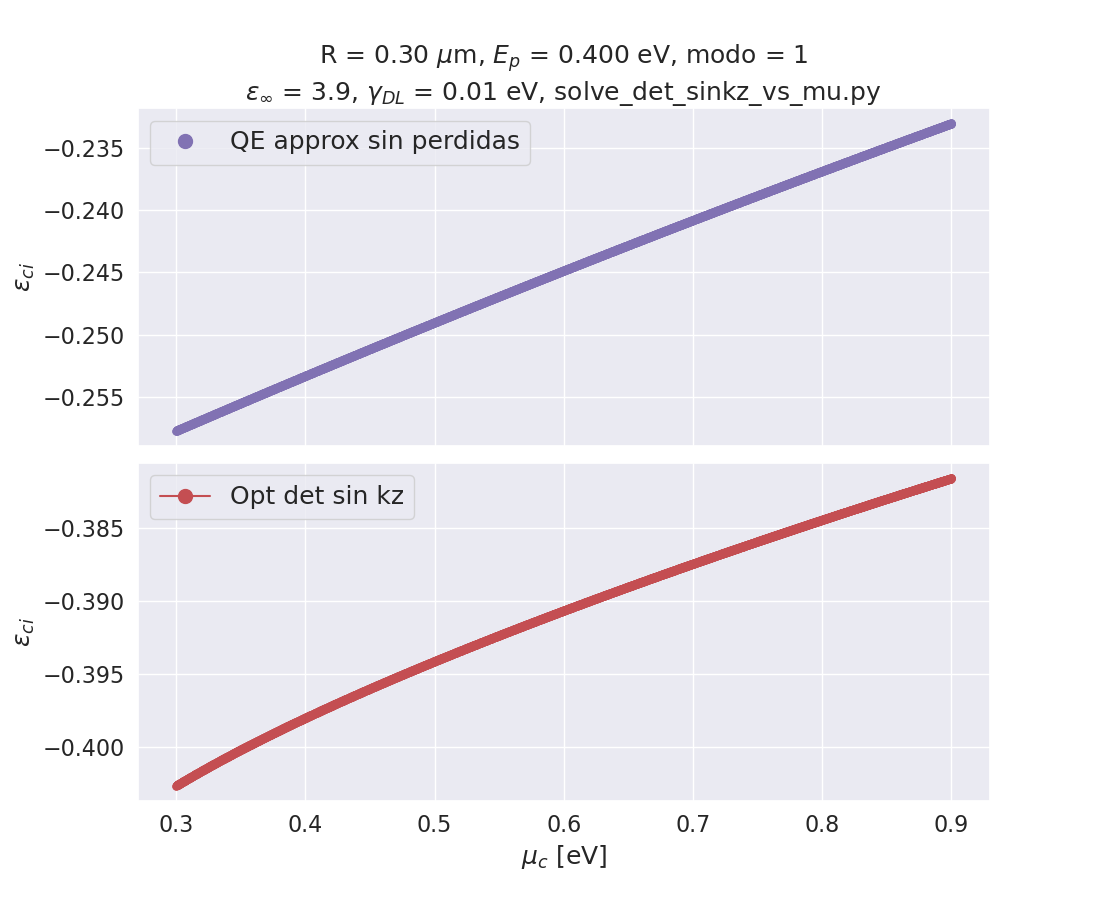 R = 0.30 μm, E_p = 0.400 eV, modo = 1
ε_∞ = 3.9, γ_DL = 0.01 eV, solve_det_sinkz_vs_mu.py
QE approx sin perdidas
−0.235
−0.240
−0.245
−0.250
−0.255
ε_ci
Opt det sin kz
−0.385
−0.390
−0.395
−0.400
ε_ci
0.3 0.4 0.5 0.6 0.7 0.8 0.9
μ_c [eV]